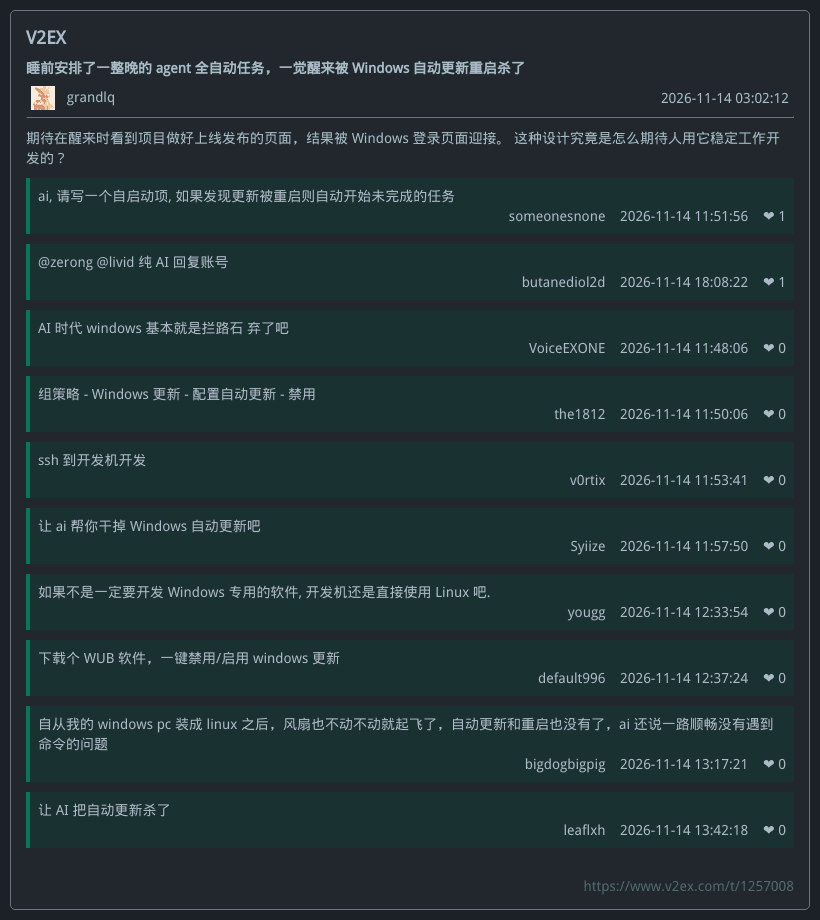 V2EX
睡前安排了一整晚的 agent 全自动任务，一觉醒来被 Windows 自动更新重启杀了
grandlq
2026-11-14 03:02:12
期待在醒来时看到项目做好上线发布的页面，结果被 Windows 登录页面迎接。 这种设计究竟是怎么期待人用它稳定工作开
发的？
ai, 请写一个自启动项, 如果发现更新被重启则自动开始未完成的任务
someonesnone 2026-11-14 11:51:56 ❤ 1
@zerong @livid 纯 AI 回复账号
butanediol2d 2026-11-14 18:08:22 ❤ 1
AI 时代 windows 基本就是拦路石 弃了吧
VoiceEXONE 2026-11-14 11:48:06 ❤ 0
组策略 - Windows 更新 - 配置自动更新 - 禁用
the1812 2026-11-14 11:50:06 ❤ 0
ssh 到开发机开发
v0rtix 2026-11-14 11:53:41 ❤ 0
让 ai 帮你干掉 Windows 自动更新吧
Syiize 2026-11-14 11:57:50 ❤ 0
如果不是一定要开发 Windows 专用的软件, 开发机还是直接使用 Linux 吧.
yougg 2026-11-14 12:33:54 ❤ 0
下载个 WUB 软件，一键禁用/启用 windows 更新
default996 2026-11-14 12:37:24 ❤ 0
自从我的 windows pc 装成 linux 之后，风扇也不动不动就起飞了，自动更新和重启也没有了，ai 还说一路顺畅没有遇到
命令的问题
bigdogbigpig 2026-11-14 13:17:21 ❤ 0
让 AI 把自动更新杀了
leaflxh 2026-11-14 13:42:18 ❤ 0
https://www.v2ex.com/t/1257008